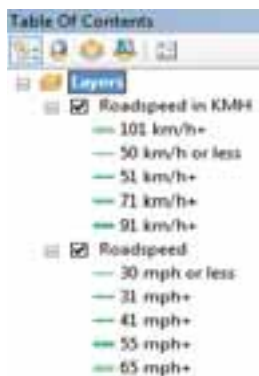 Table Of Contents
Layers
Roadspeed in KMH
101 km/h+
50 km/h or less
51 km/h+
71 km/h+
91 km/h+
Roadspeed
30 mph or less
31 mph+
41 mph+
55 mph+
65 mph+